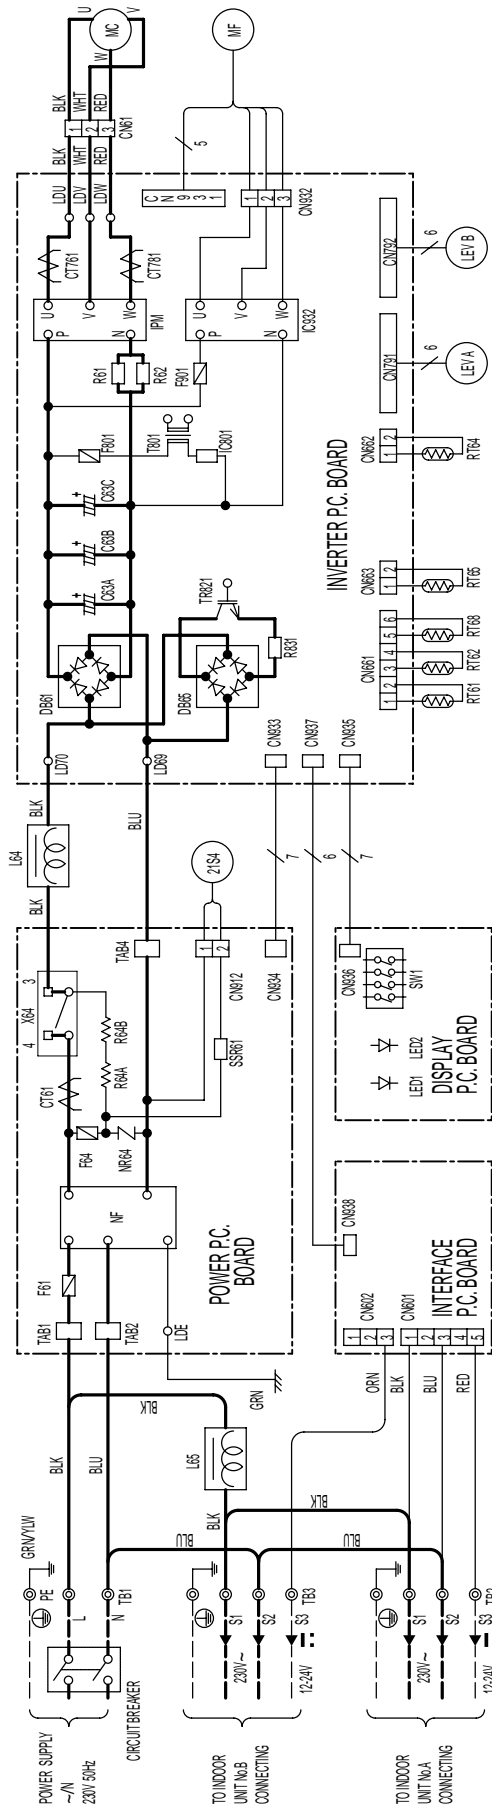 POWER SUPPLY
~/N
230V 50Hz
CIRCUIT BREAKER
GRN/YLW
PE
L
N
TB1
BLK
BLU
TAB1
TAB2
F61
LDE
GRN
NF
POWER P.C.
BOARD
F64
NR64
CT61
R64A
R64B
X64
4
3
SSR61
TAB4
1
2
CN912
21S4
CN934
BLK
L64
BLK
BLU
LD70
LD69
7
6
7
CN933
CN937
CN935
DB61
DB65
C63A
+
C63B
+
C63C
+
F801
T801
IC801
R61
R62
F901
TR821
R831
IPM
U
V
W
P
N
IC932
U
V
W
P
N
CT761
CT781
LDU
LDV
LDW
BLK
WHT
RED
1
2
3
CN61
BLK
WHT
RED
U
V
W
MC
C
N
9
3
1
5
MF
1
2
3
CN932
INVERTER P.C. BOARD
CN661
1
2
3
4
5
6
RT61
RT62
RT68
CN663
1
2
RT65
CN662
1
2
RT64
CN791
6
LEV A
CN792
6
LEV B
TO INDOOR
UNIT No.B
CONNECTING
230V~
12-24V
S1
S2
S3
TB3
BLK
BLU
L65
BLK
BLK
BLU
TO INDOOR
UNIT No.A
CONNECTING
230V~
12-24V
S1
S2
S3
ORN
BLK
BLU
RED
1
2
3
CN602
1
2
3
4
5
CN601
CN938
INTERFACE
P.C. BOARD
LED1
LED2
DISPLAY
P.C. BOARD
CN936
SW1